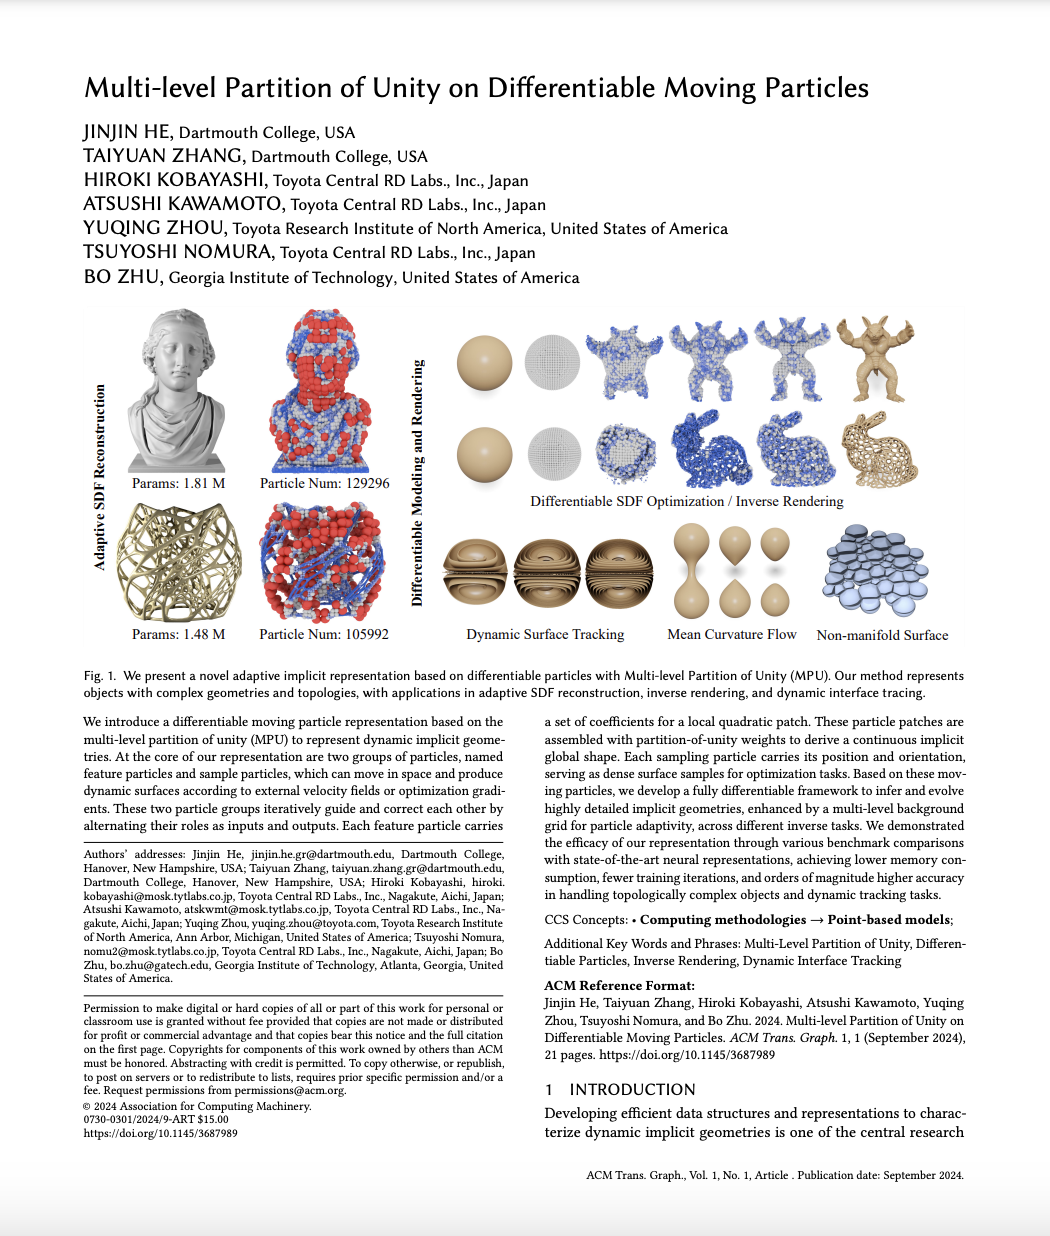 Multi-level Partition of Unity on Differentiable Moving Particles
JINJIN HE, Dartmouth College, USA
TAIYUAN ZHANG, Dartmouth College, USA
HIROKI KOBAYASHI, Toyota Central RD Labs., Inc., Japan
ATSUSHI KAWAMOTO, Toyota Central RD Labs., Inc., Japan
YUQING ZHOU, Toyota Research Institute of North America, United States of America
TSUYOSHI NOMURA, Toyota Central RD Labs., Inc., Japan
BO ZHU, Georgia Institute of Technology, United States of America
Adaptive SDF Reconstruction
Params: 1.81 M
Particle Num: 129296
Params: 1.48 M
Particle Num: 105992
Differentiable Modeling and Rendering
Differentiable SDF Optimization / Inverse Rendering
Dynamic Surface Tracking
Mean Curvature Flow
Non-manifold Surface
Fig. 1. We present a novel adaptive implicit representation based on differentiable particles with Multi-level Partition of Unity (MPU). Our method represents
objects with complex geometries and topologies, with applications in adaptive SDF reconstruction, inverse rendering, and dynamic interface tracing.
We introduce a differentiable moving particle representation based on the
multi-level partition of unity (MPU) to represent dynamic implicit geome-
tries. At the core of our representation are two groups of particles, named
feature particles and sample particles, which can move in space and produce
dynamic surfaces according to external velocity fields or optimization gradi-
ents. These two particle groups iteratively guide and correct each other by
alternating their roles as inputs and outputs. Each feature particle carries
Authors' addresses: Jinjin He, jinjin.he.gr@dartmouth.edu, Dartmouth College,
Hanover, New Hampshire, USA; Taiyuan Zhang, taiyuan.zhang.gr@dartmouth.edu,
Dartmouth College, Hanover, New Hampshire, USA; Hiroki Kobayashi, hiroki.
kobayashi@mosk.tytlabs.co.jp, Toyota Central RD Labs., Inc., Nagakute, Aichi, Japan;
Atsushi Kawamoto, atskwmt@mosk.tytlabs.co.jp, Toyota Central RD Labs., Inc., Na-
gakute, Aichi, Japan; Yuqing Zhou, yuqing.zhou@toyota.com, Toyota Research Institute
of North America, Ann Arbor, Michigan, United States of America; Tsuyoshi Nomura,
nomu2@mosk.tytlabs.co.jp, Toyota Central RD Labs., Inc., Nagakute, Aichi, Japan; Bo
Zhu, bo.zhu@gatech.edu, Georgia Institute of Technology, Atlanta, Georgia, United
States of America.
Permission to make digital or hard copies of all or part of this work for personal or
classroom use is granted without fee provided that copies are not made or distributed
for profit or commercial advantage and that copies bear this notice and the full citation
on the first page. Copyrights for components of this work owned by others than ACM
must be honored. Abstracting with credit is permitted. To copy otherwise, or republish,
to post on servers or to redistribute to lists, requires prior specific permission and/or a
fee. Request permissions from permissions@acm.org.
© 2024 Association for Computing Machinery.
0730-0301/2024/9-ART $15.00
https://doi.org/10.1145/3687989
a set of coefficients for a local quadratic patch. These particle patches are
assembled with partition-of-unity weights to derive a continuous implicit
global shape. Each sampling particle carries its position and orientation,
serving as dense surface samples for optimization tasks. Based on these mov-
ing particles, we develop a fully differentiable framework to infer and evolve
highly detailed implicit geometries, enhanced by a multi-level background
grid for particle adaptivity, across different inverse tasks. We demonstrated
the efficacy of our representation through various benchmark comparisons
with state-of-the-art neural representations, achieving lower memory con-
sumption, fewer training iterations, and orders of magnitude higher accuracy
in handling topologically complex objects and dynamic tracking tasks.
CCS Concepts: • Computing methodologies → Point-based models;
Additional Key Words and Phrases: Multi-Level Partition of Unity, Differen-
tiable Particles, Inverse Rendering, Dynamic Interface Tracking
ACM Reference Format:
Jinjin He, Taiyuan Zhang, Hiroki Kobayashi, Atsushi Kawamoto, Yuqing
Zhou, Tsuyoshi Nomura, and Bo Zhu. 2024. Multi-level Partition of Unity on
Differentiable Moving Particles. ACM Trans. Graph. 1, 1 (September 2024),
21 pages. https://doi.org/10.1145/3687989
1 INTRODUCTION
Developing efficient data structures and representations to charac-
terize dynamic implicit geometries is one of the central research
ACM Trans. Graph., Vol. 1, No. 1, Article . Publication date: September 2024.